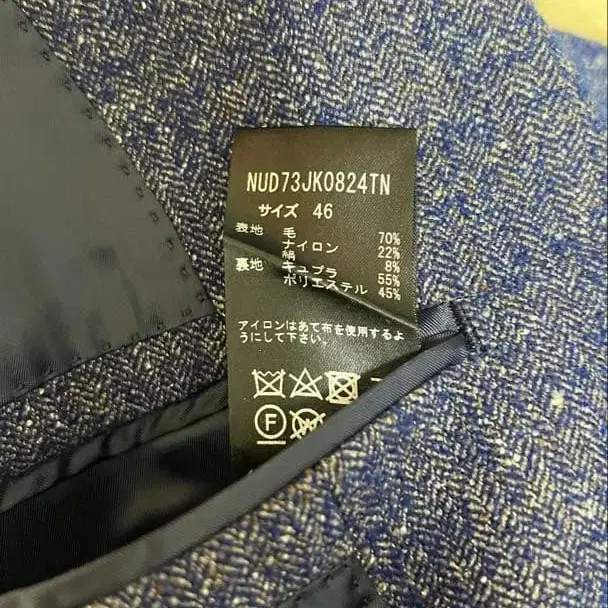 NUD73JK0824TN
サイズ 46
表地 毛 70%
ナイロン 22%
絹 8%
裏地 キュプラ 55%
ポリエステル 45%
アイロンはあて布を使用するよ
うにして下さい。
F W